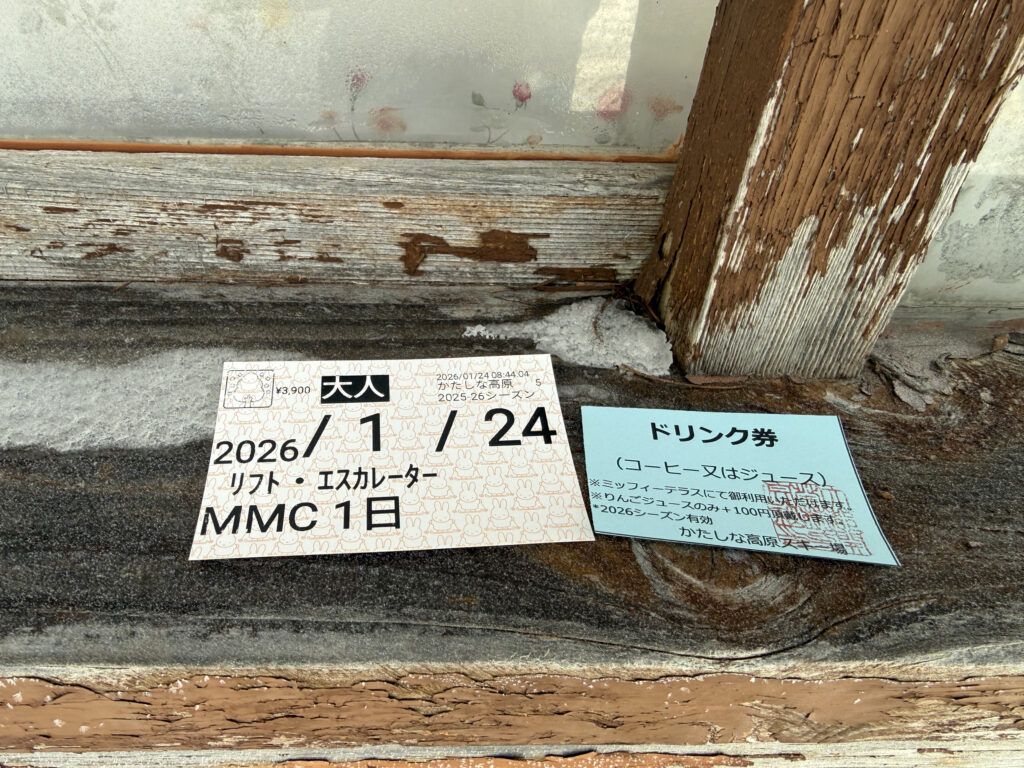 ¥3,900
大人
2026/01/24 08:44.04
かたしな高原 5
2025-26シーズン
2026/ 1 / 24
リフト・エスカレーター
MMC 1日
ドリンク券
(コーヒー又はジュース)
※ミッフィーテラスにて御利用いただけます。
※りんごジュースのみ+100円頂戴します。
*2026シーズン有効
かたしな高原スキー場